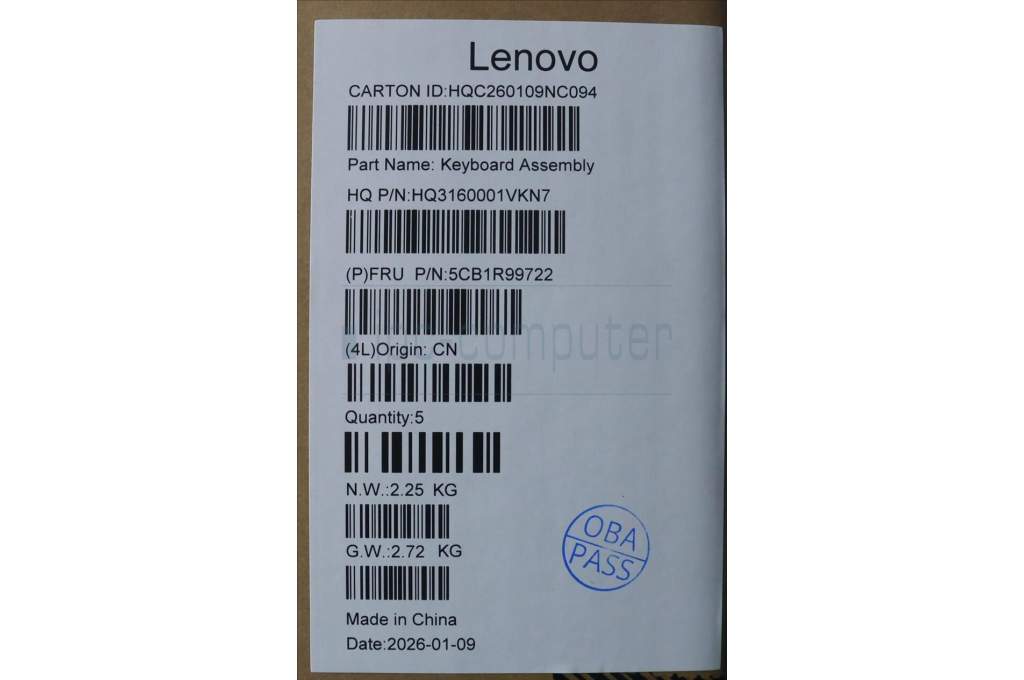 Lenovo
CARTON ID:HQC260109NC094
Part Name: Keyboard Assembly
HQ P/N:HQ3160001VKN7
(P)FRU P/N:5CB1R99722
computer
(4L)Origin: CN
Quantity:5
N.W.:2.25 KG
OBA
PASS
G.W.:2.72 KG
Made in China
Date:2026-01-09